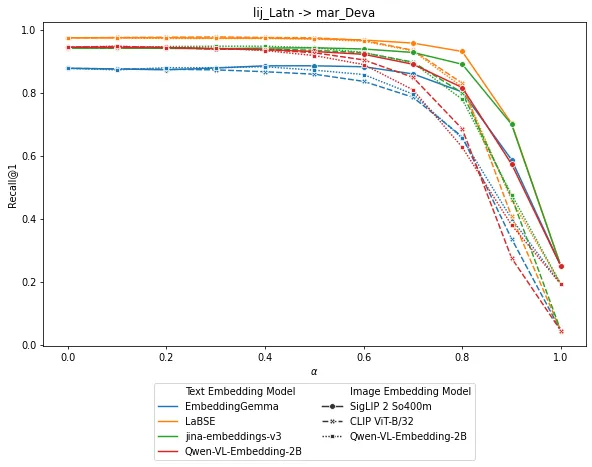 lij_Latn -> mar_Deva
Recall@1
1.0
0.8
0.6
0.4
0.2
0.0
0.0 0.2 0.4 0.6 0.8 1.0
α
Text Embedding Model Image Embedding Model
EmbeddingGemma SigLIP 2 So400m
LaBSE CLIP ViT-B/32
jina-embeddings-v3 Qwen-VL-Embedding-2B
Qwen-VL-Embedding-2B